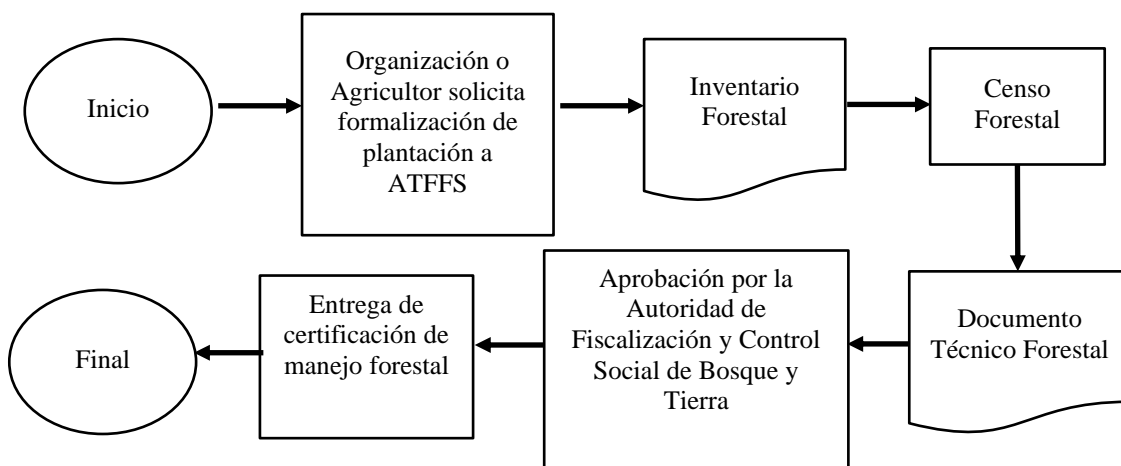 Inicio
Organización o
Agricultor solicita
formalización de
plantación a
ATFFS
Inventario
Forestal
Censo
Forestal
Documento
Técnico Forestal
Aprobación por la
Autoridad de
Fiscalización y Control
Social de Bosque y
Tierra
Entrega de
certificación de
manejo forestal
Final